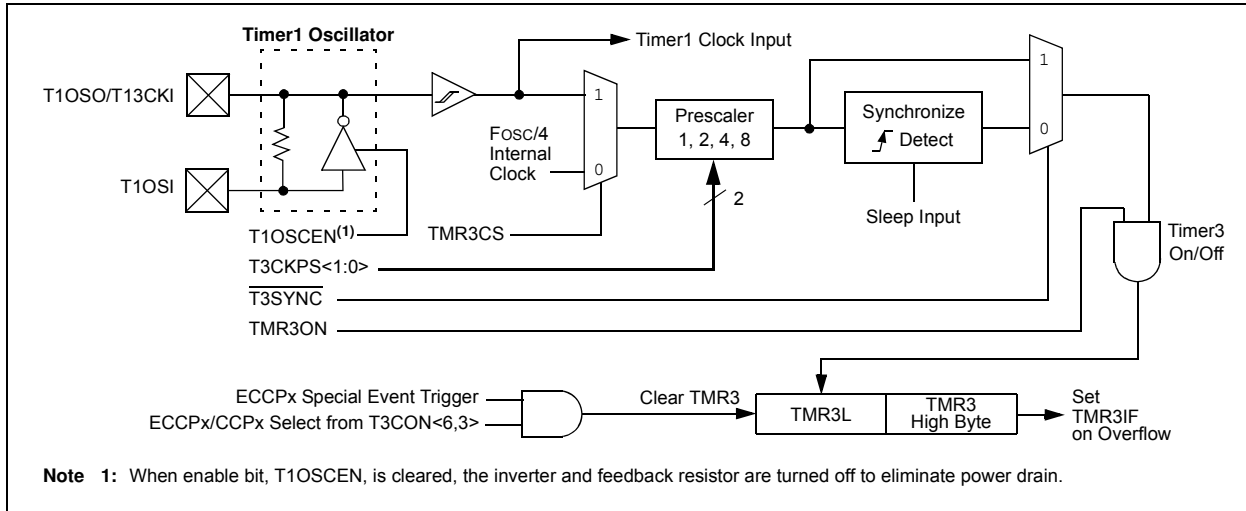 Timer1 Oscillator
Timer1 Clock Input
T1OSO/T13CKI
T1OSI
FOSC/4
Internal
Clock
1
0
Prescaler
1, 2, 4, 8
2
Synchronize
Detect
1
0
Sleep Input
T1OSCEN(1)
TMR3CS
T3CKPS<1:0>
T3SYNC
TMR3ON
Timer3
On/Off
ECCPx Special Event Trigger
ECCPx/CCPx Select from T3CON<6,3>
Clear TMR3
TMR3L
TMR3
High Byte
Set
TMR3IF
on Overflow
Note 1: When enable bit, T1OSCEN, is cleared, the inverter and feedback resistor are turned off to eliminate power drain.